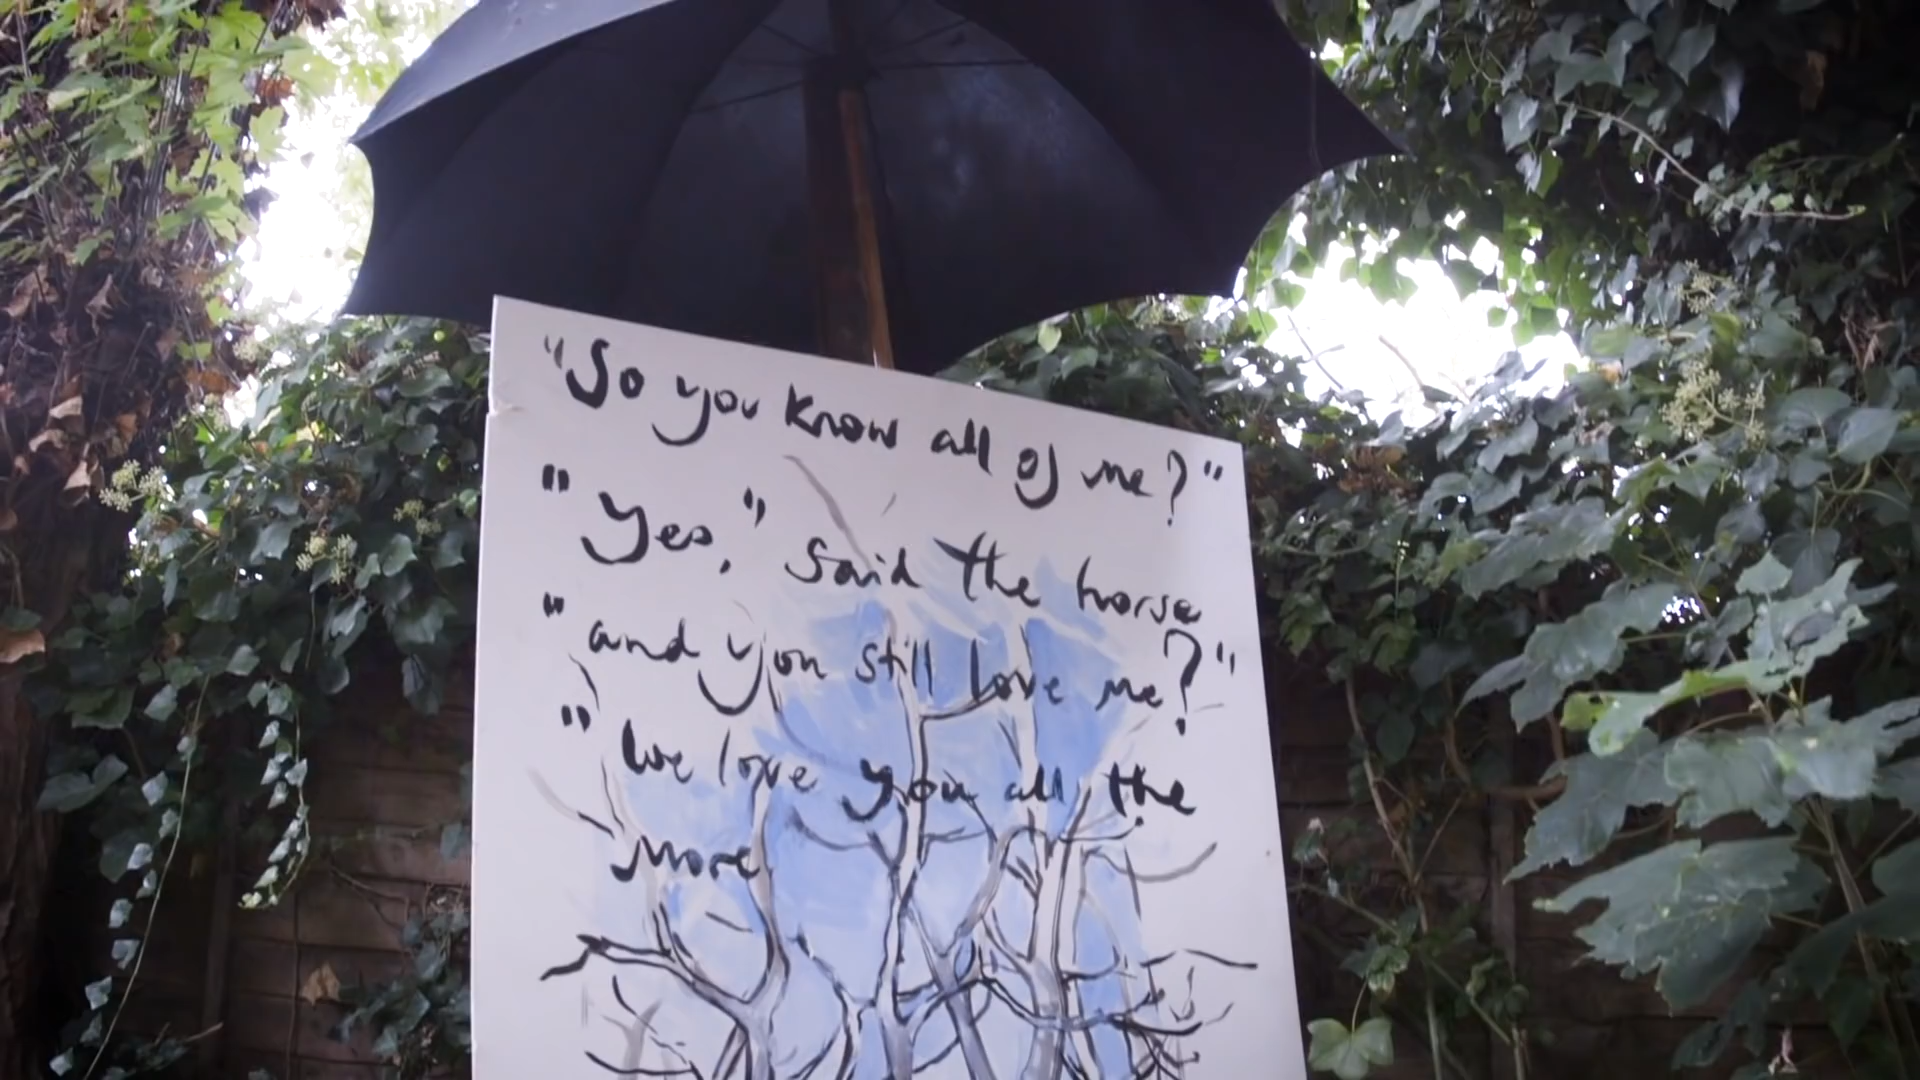 "So you know all of me?"
"Yes," said the horse
"and you still love me?"
"We love you all the
more